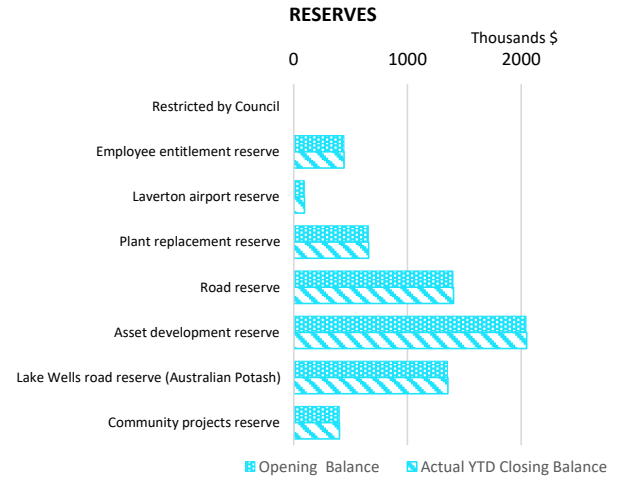 RESERVES
Thousands $
0 1000 2000
Restricted by Council
Employee entitlement reserve
Laverton airport reserve
Plant replacement reserve
Road reserve
Asset development reserve
Lake Wells road reserve (Australian Potash)
Community projects reserve
Opening Balance Actual YTD Closing Balance